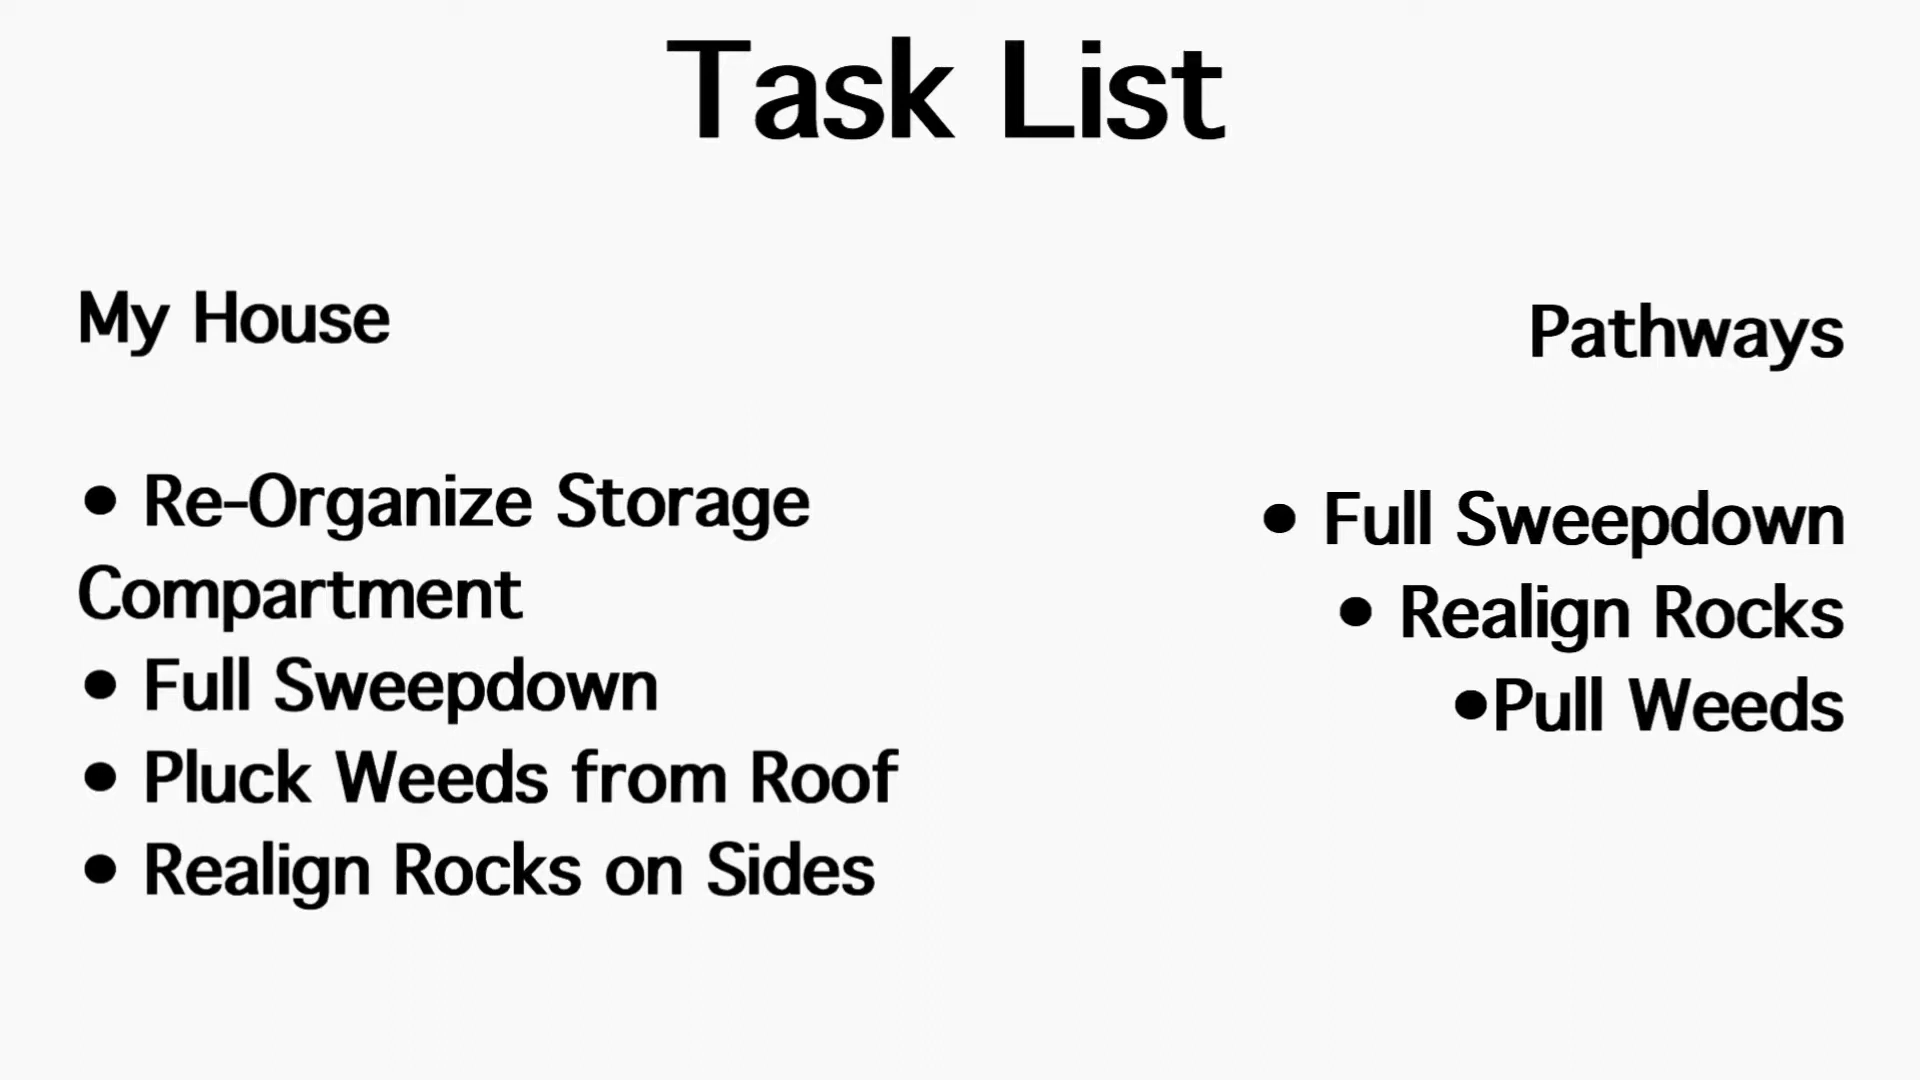 Task List
My House
• Re-Organize Storage
Compartment
• Full Sweepdown
• Pluck Weeds from Roof
• Realign Rocks on Sides
Pathways
• Full Sweepdown
• Realign Rocks
•Pull Weeds